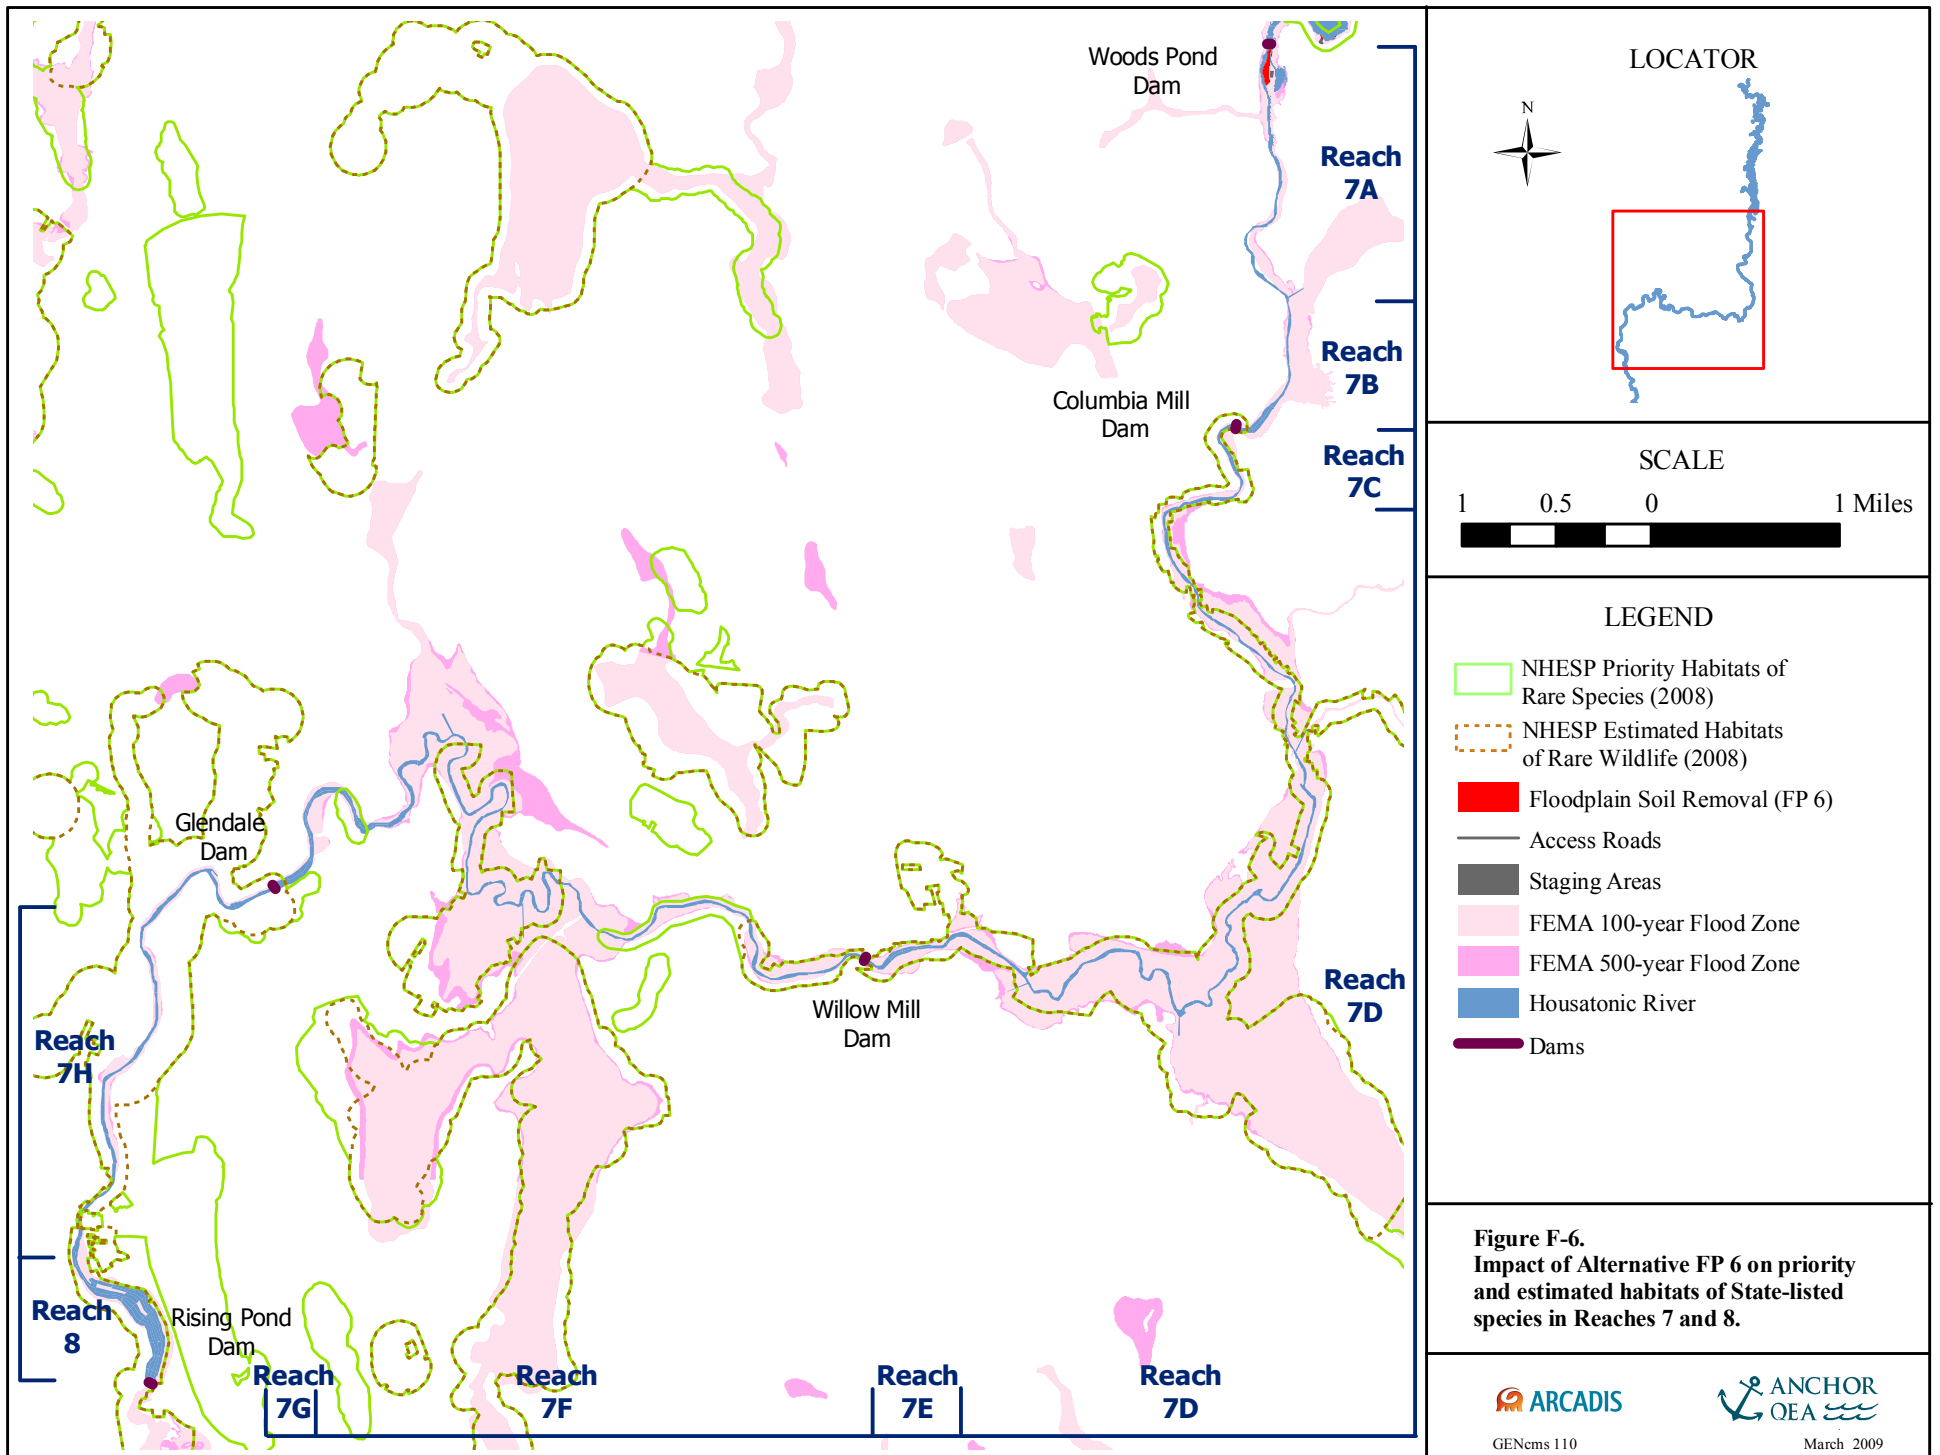 Woods Pond
Dam
Reach
7A
Reach
7B
Columbia Mill
Dam
Reach
7C
Glendale
Dam
Willow Mill
Dam
Reach
7D
Reach
7H
Reach
8
Rising Pond
Dam
Reach
7G
Reach
7F
Reach
7E
Reach
7D
LOCATOR
N
SCALE
1 0.5 0 1 Miles
LEGEND
NHESP Priority Habitats of
Rare Species (2008)
NHESP Estimated Habitats
of Rare Wildlife (2008)
Floodplain Soil Removal (FP 6)
Access Roads
Staging Areas
FEMA 100-year Flood Zone
FEMA 500-year Flood Zone
Housatonic River
Dams
Figure F-6.
Impact of Alternative FP 6 on priority
and estimated habitats of State-listed
species in Reaches 7 and 8.
ARCADIS
ANCHOR
QEA
GENcms 110
March 2009